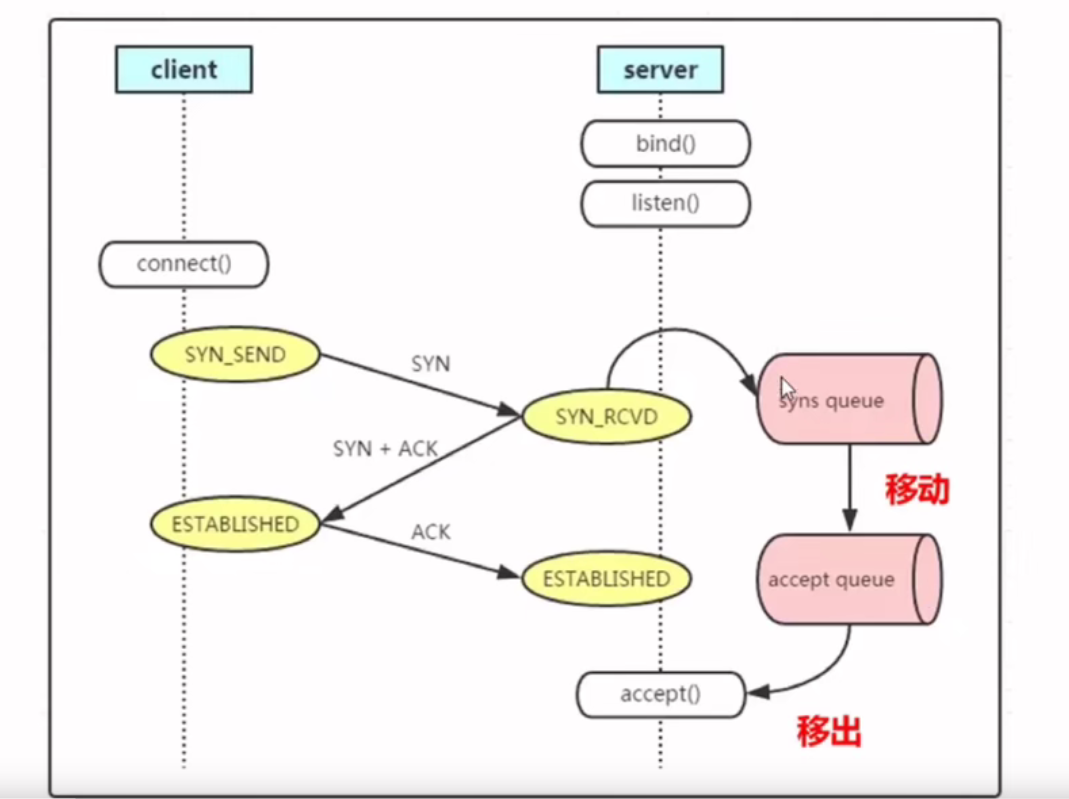 client
server
bind()
listen()
connect()
SYN_SEND
SYN
SYN_RCVD
syns queue
SYN + ACK
移动
ESTABLISHED
ACK
ESTABLISHED
accept queue
accept()
移出